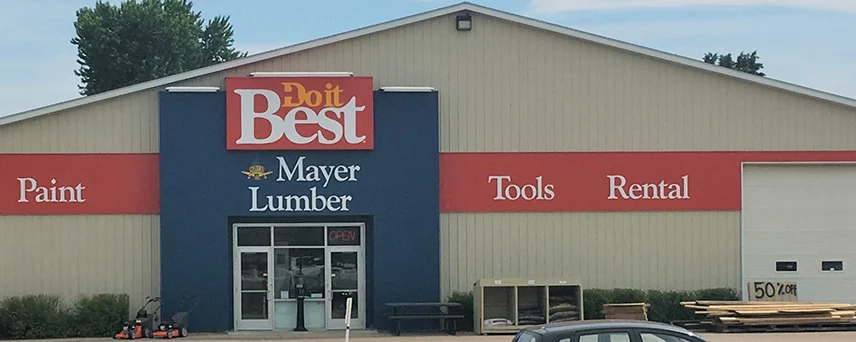 Do it
Best
Mayer
Lumber
Paint
Tools
Rental
OPEN
50% Off